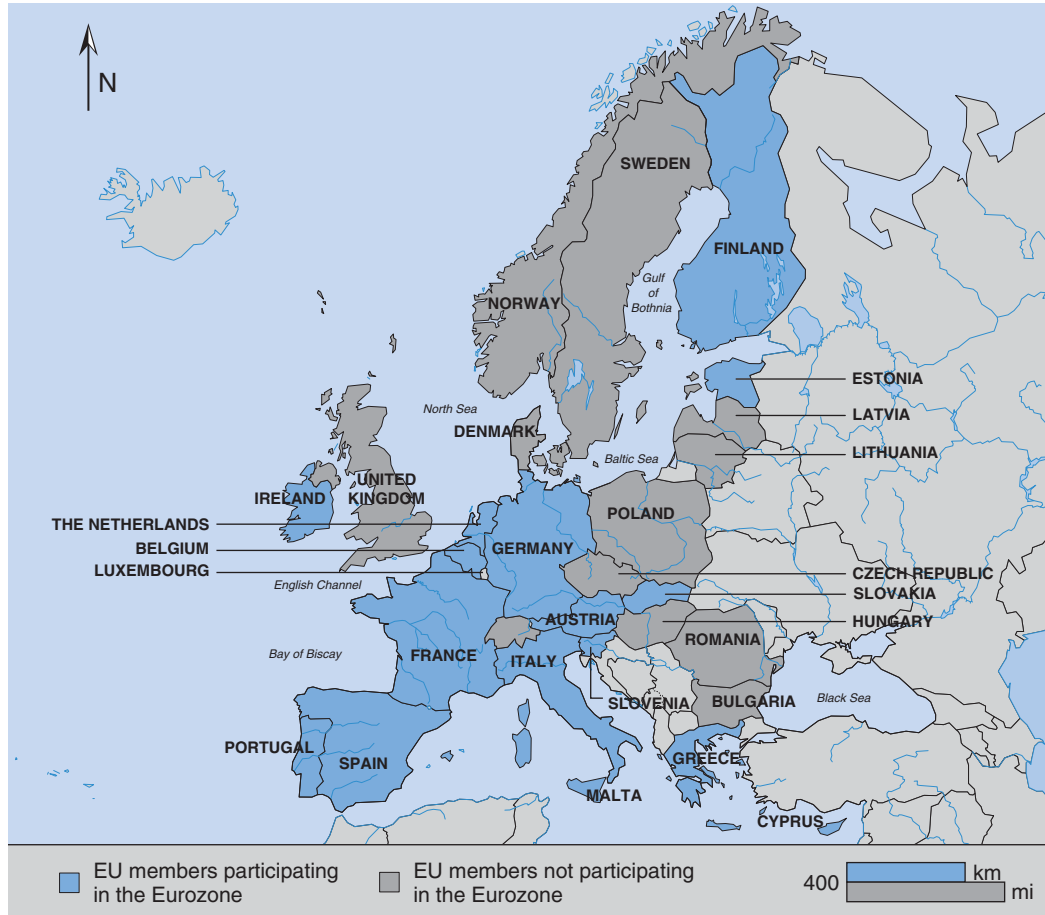 N
SWEDEN
FINLAND
Gulf
of
Bothnia
NORWAY
ESTONIA
North Sea
LATVIA
DENMARK
LITHUANIA
Baltic Sea
UNITED
KINGDOM
IRELAND
POLAND
THE NETHERLANDS
BELGIUM
GERMANY
LUXEMBOURG
CZECH REPUBLIC
English Channel
SLOVAKIA
AUSTRIA
HUNGARY
ROMANIA
Bay of Biscay
FRANCE
ITALY
SLOVENIA
BULGARIA
Black Sea
PORTUGAL
SPAIN
GREECE
MALTA
CYPRUS
EU members participating
in the Eurozone
EU members not participating
in the Eurozone
400
km
mi